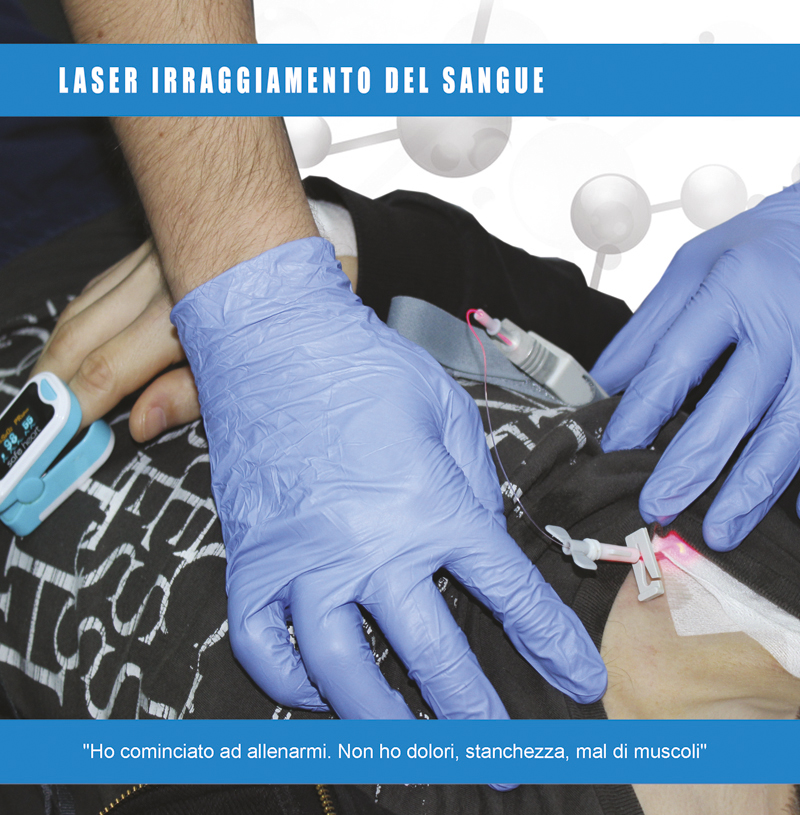 LASER IRRAGGIAMENTO DEL SANGUE
"Ho cominciato ad allenarmi. Non ho dolori, stanchezza, mal di muscoli"